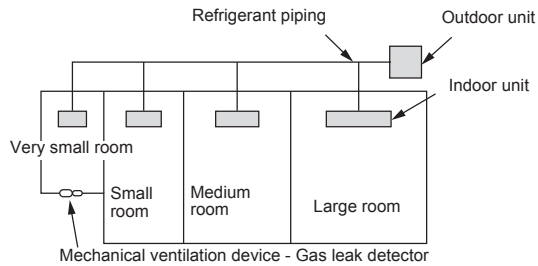 Refrigerant piping
Outdoor unit
Indoor unit
Very small room
Small
room
Medium
room
Large room
Mechanical ventilation device - Gas leak detector